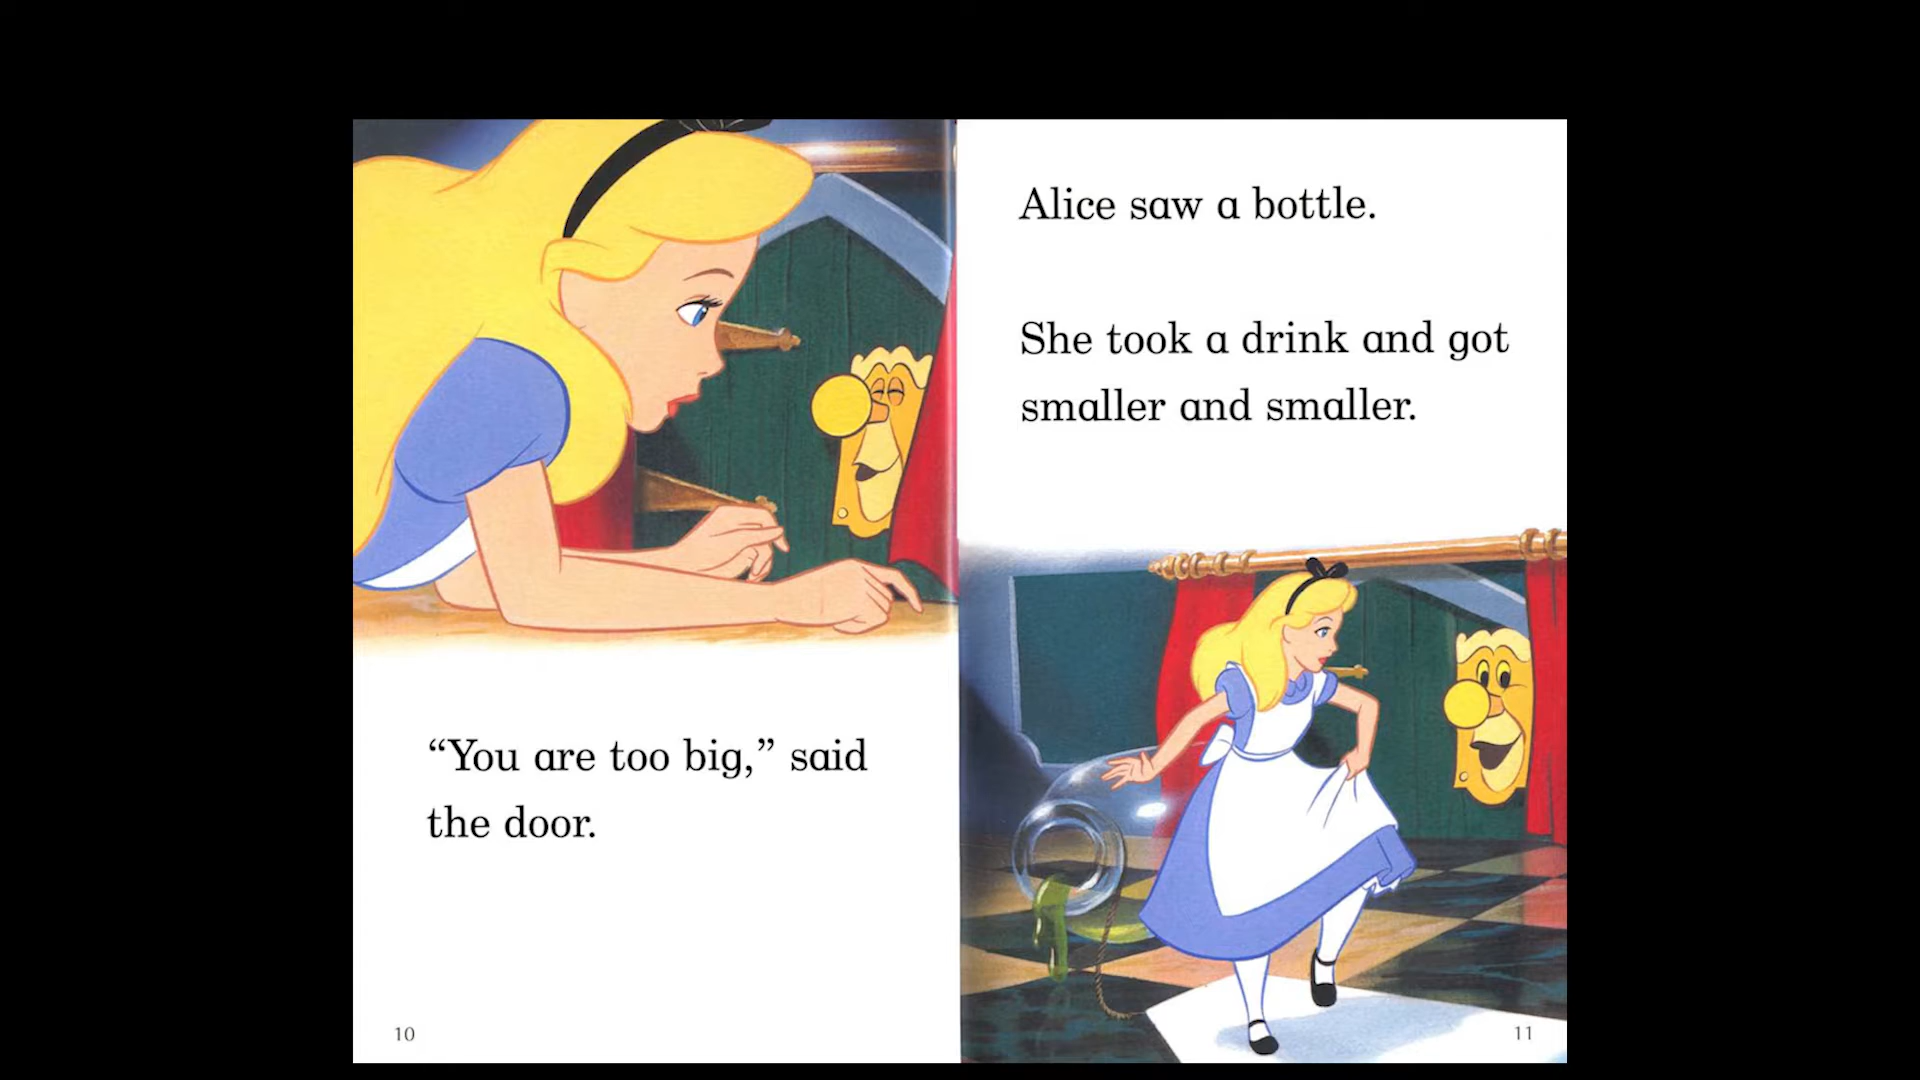 “You are too big,” said
the door.
10
Alice saw a bottle.
She took a drink and got
smaller and smaller.
11